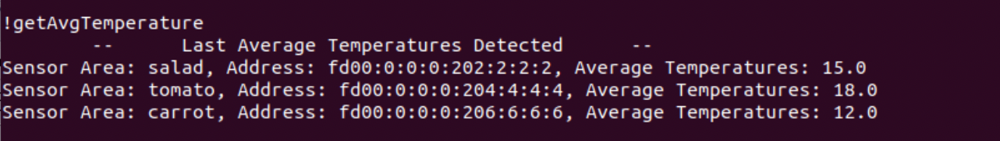 !getAvgTemperature
-- Last Average Temperatures Detected --
Sensor Area: salad, Address: fd00:0:0:0:202:2:2:2, Average Temperatures: 15.0
Sensor Area: tomato, Address: fd00:0:0:0:204:4:4:4, Average Temperatures: 18.0
Sensor Area: carrot, Address: fd00:0:0:0:206:6:6:6, Average Temperatures: 12.0